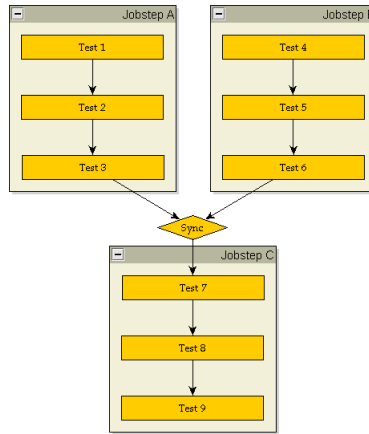 Jobstep A
Test 1
Test 2
Test 3
Jobstep
Test 4
Test 5
Test 6
Sync
Jobstep C
Test 7
Test 8
Test 9